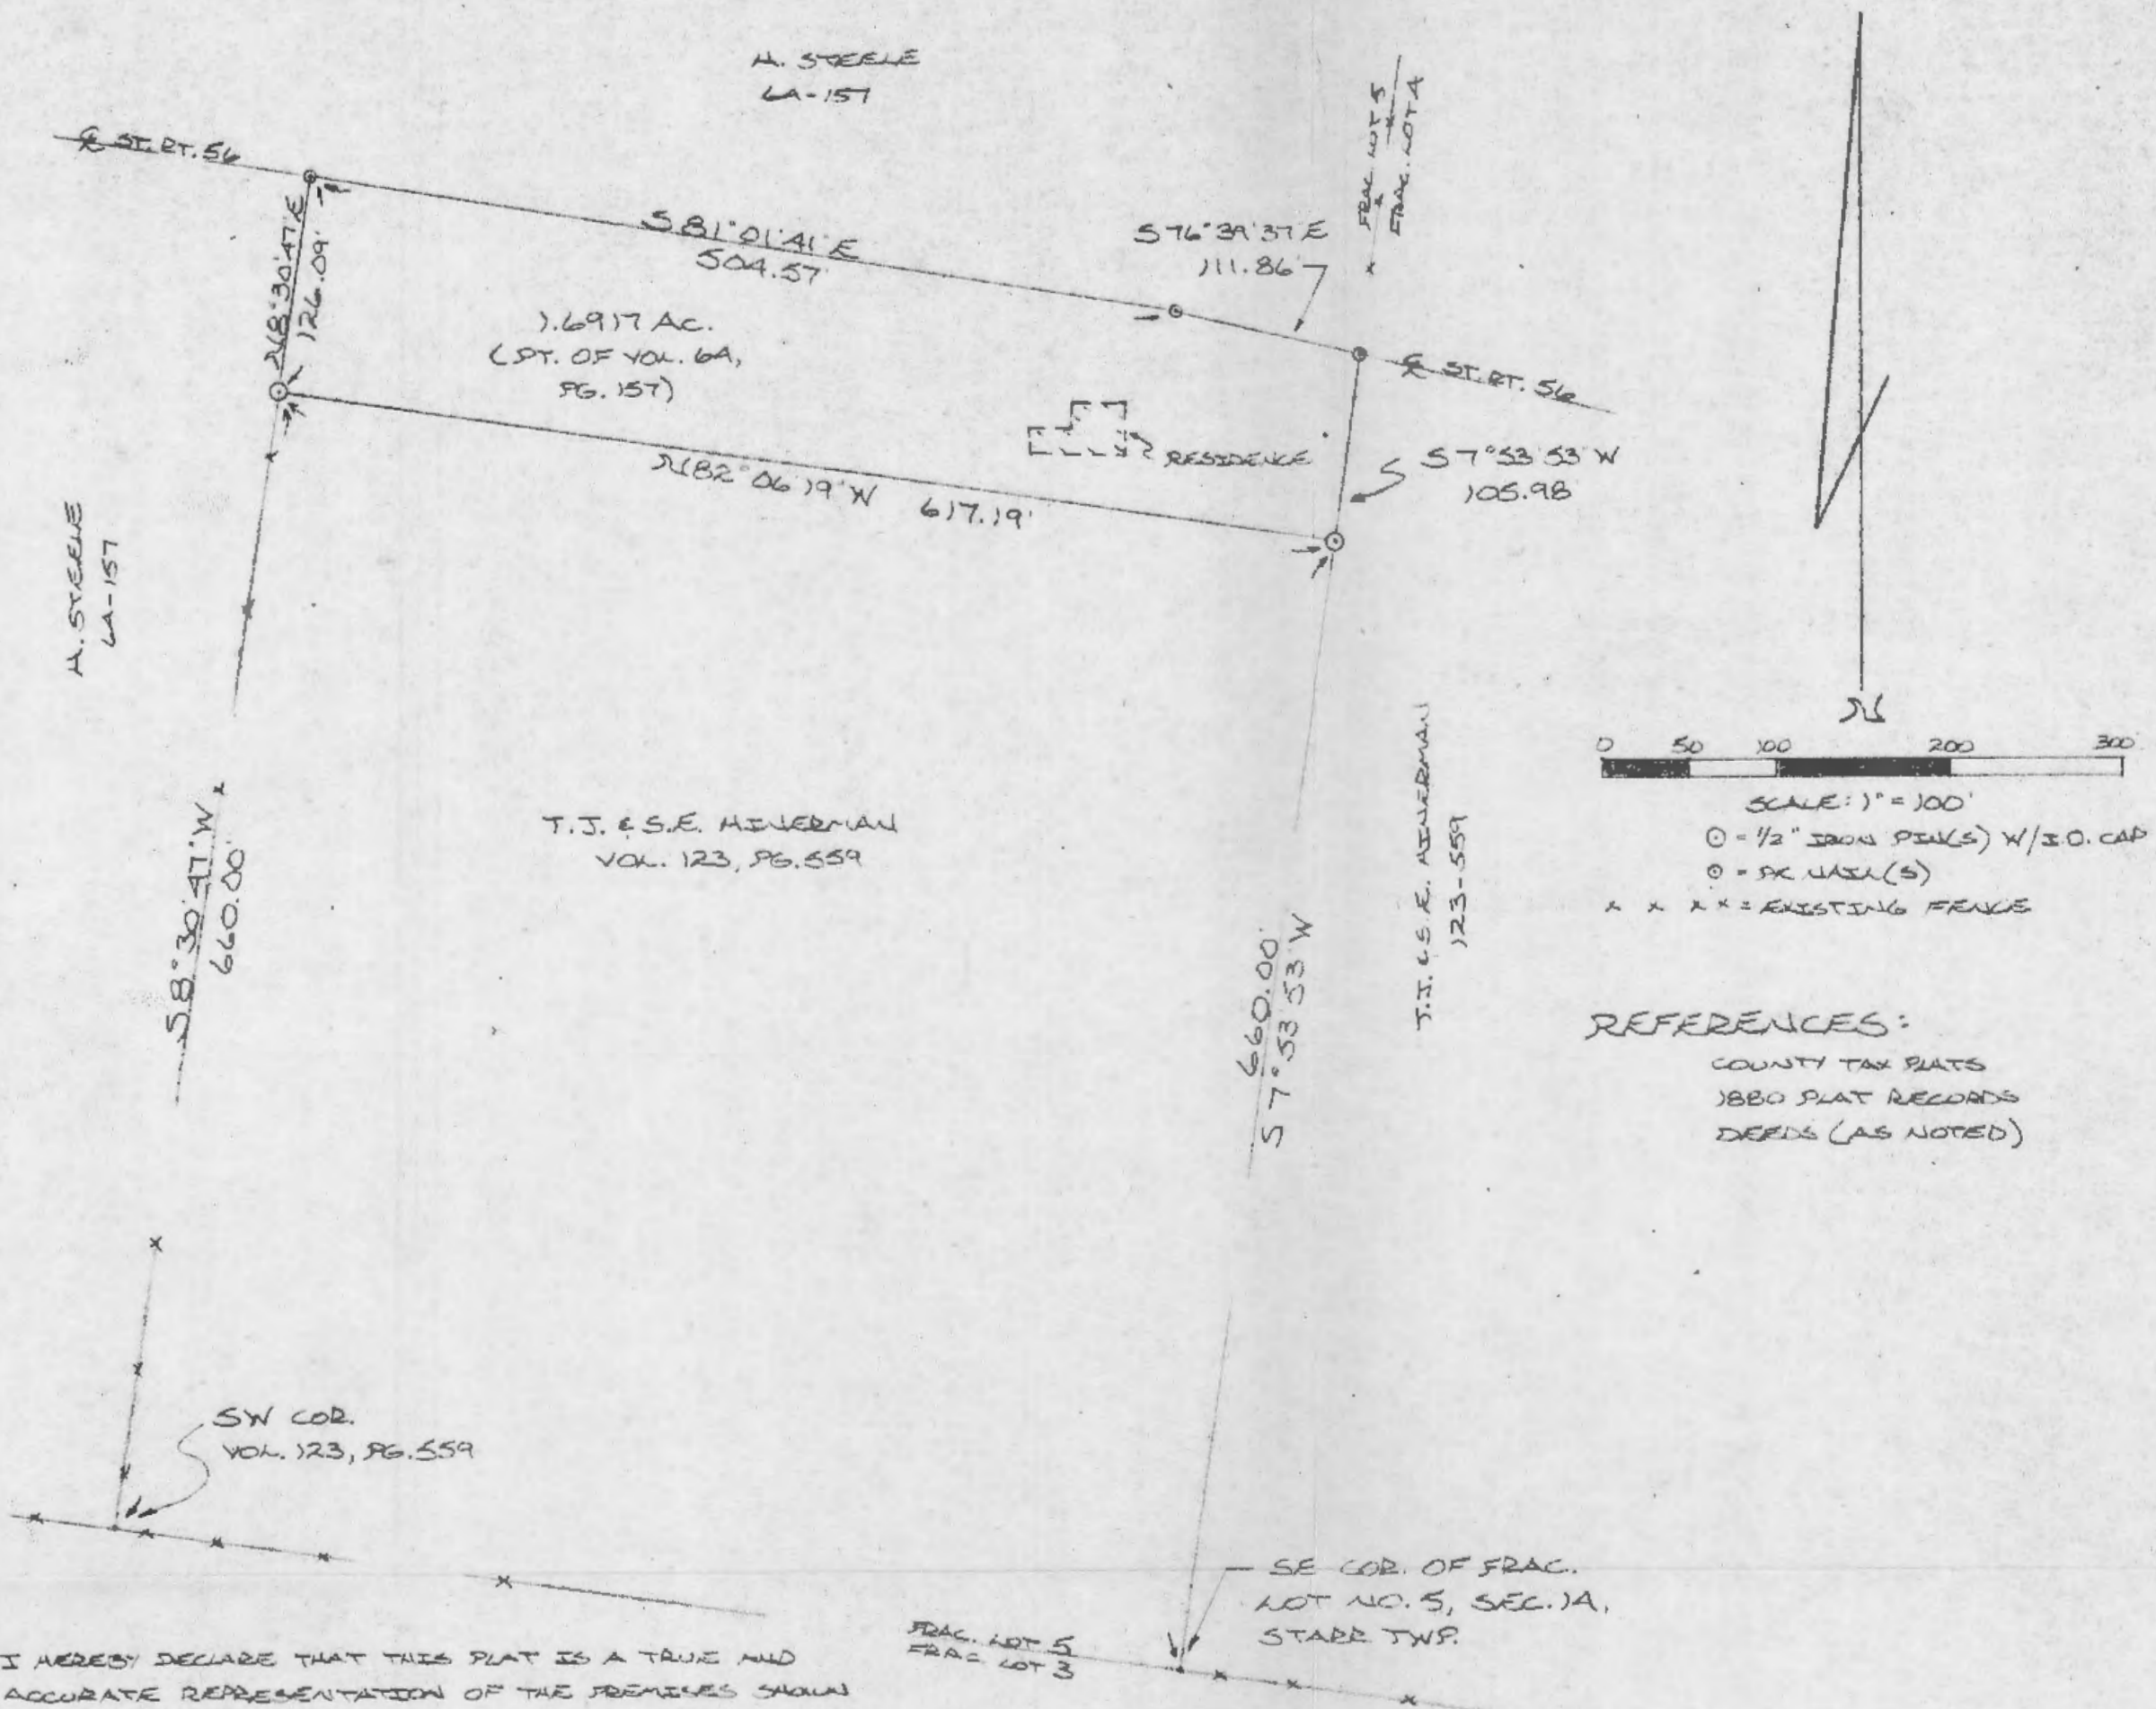 H. STEELE
64-157
℄ ST. RT. 56
FRAC. LOT 5
FRAC. LOT 4
S 81° 01' 41" E
504.57'
S 76° 39' 37" E
111.86'
N 8° 30' 47" E
126.09'
1.6917 AC.
(PT. OF VOL. 64,
PG. 157)
℄ ST. RT. 56
RESIDENCE
S 7° 53' 53" W
105.98'
N 82° 06' 19" W 617.19'
H. STEELE
64-157
N
0 50 100 200 300
SCALE: 1" = 100'
⊙ = 1/2" IRON PIN(S) W/I.D. CAP
⊙ = PK NAIL(S)
x x x x = EXISTING FENCE
T.J. & S.E. HINERMAN
VOL. 123, PG. 559
T.J. & S.E. HINERMAN
123-559
S 8° 30' 47" W
660.00'
660.00'
S 7° 53' 53" W
REFERENCES:
COUNTY TAX PLATS
1880 PLAT RECORDS
DEEDS (AS NOTED)
SW COR.
VOL. 123, PG. 559
SE COR. OF FRAC.
LOT NO. 5, SEC. 14,
STARR TWP.
FRAC. LOT 5
FRAC LOT 3
I HEREBY DECLARE THAT THIS PLAT IS A TRUE AND
ACCURATE REPRESENTATION OF THE PREMISES SHOWN